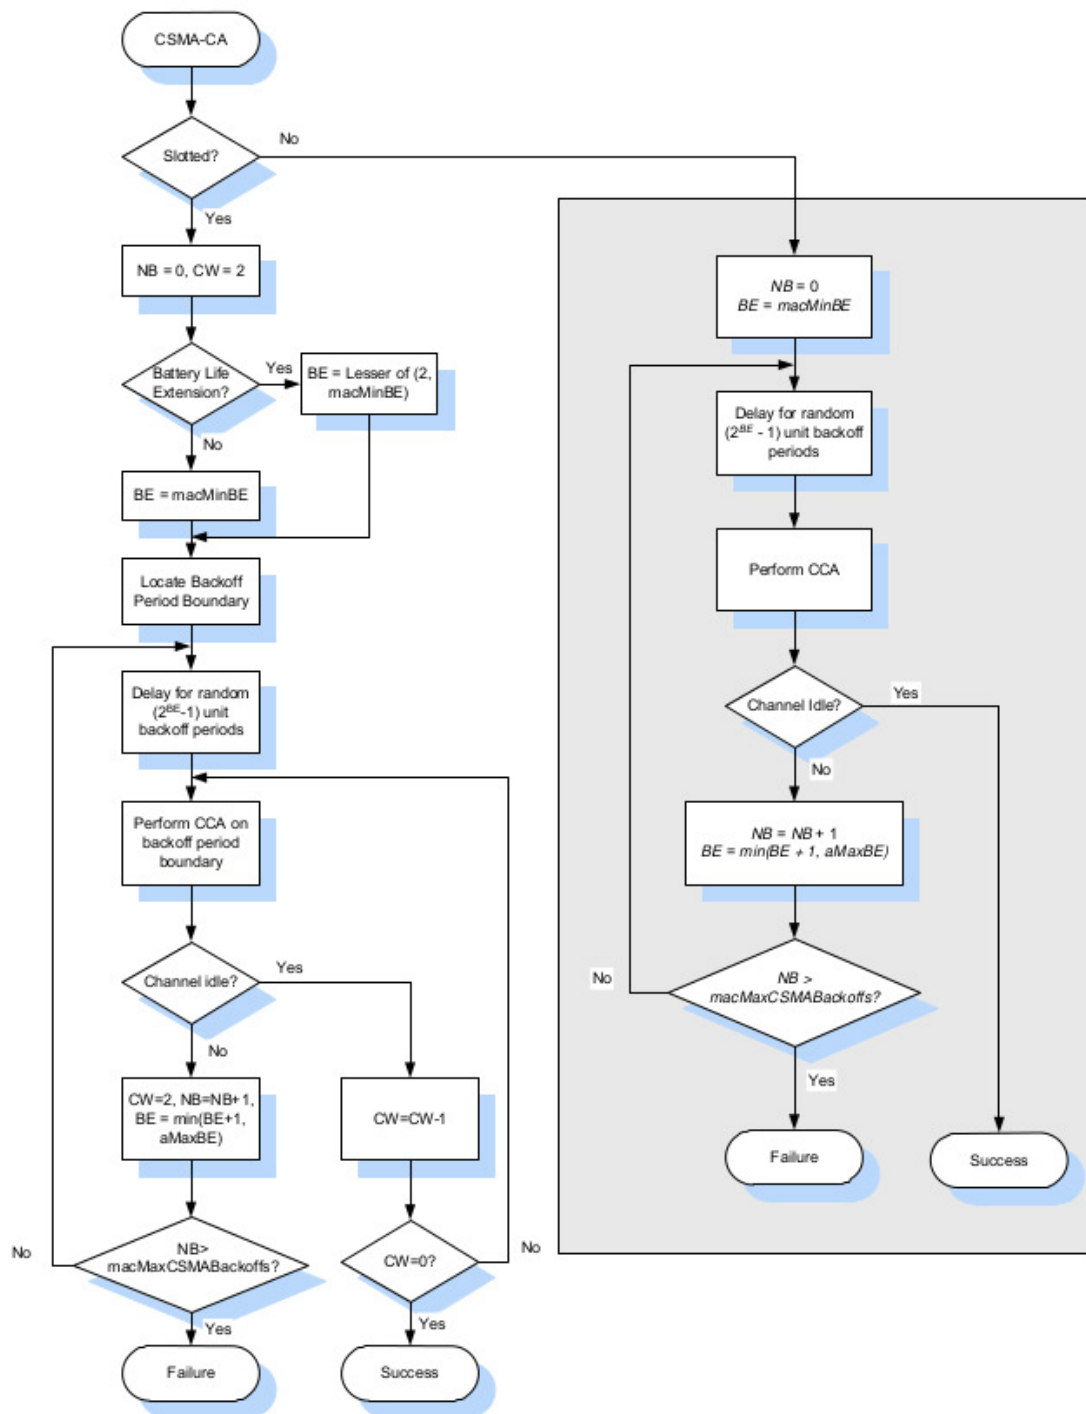 CSMA-CA
Slotted?
No
Yes
NB = 0, CW = 2
Battery Life
Extension?
Yes
BE = Lesser of (2,
macMinBE)
No
BE = macMinBE
Locate Backoff
Period Boundary
Delay for random
(2^BE-1) unit
backoff periods
Perform CCA on
backoff period
boundary
Channel idle?
Yes
No
CW=2, NB=NB+1,
BE = min(BE+1,
aMaxBE)
CW=CW-1
NB>
macMaxCSMABackoffs?
No
Yes
CW=0?
No
Yes
Failure
Success
NB = 0
BE = macMinBE
Delay for random
(2^BE - 1) unit backoff
periods
Perform CCA
Channel Idle?
Yes
No
NB = NB + 1
BE = min(BE + 1, aMaxBE)
NB >
macMaxCSMABackoffs?
No
Yes
Failure
Success